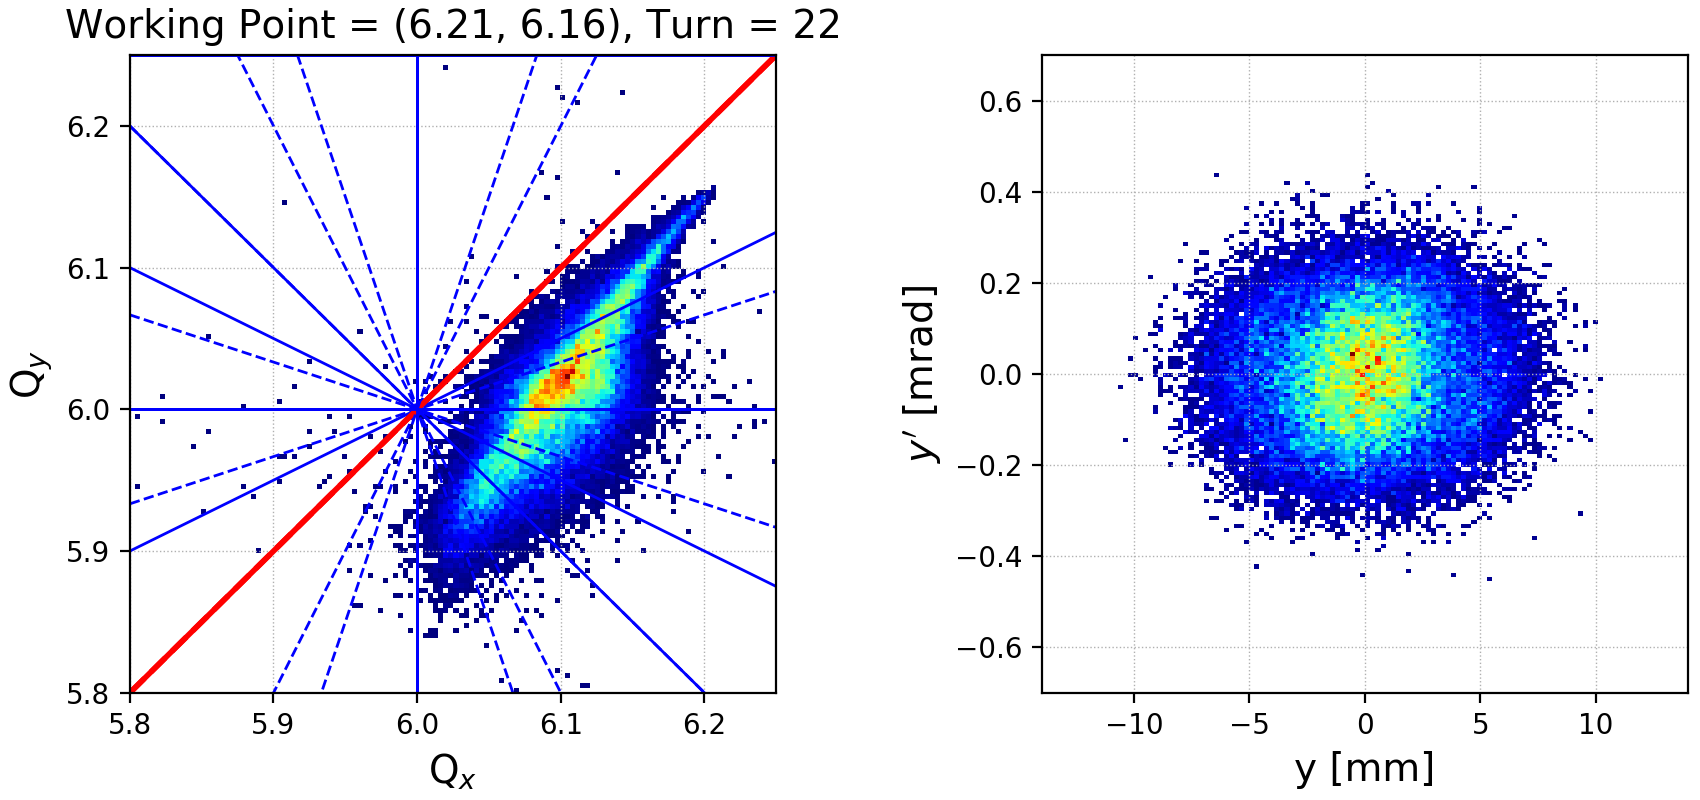 Working Point = (6.21, 6.16), Turn = 22
6.2
6.1
6.0
5.9
5.8
Q_y
5.8 5.9 6.0 6.1 6.2
Q_x
0.6
0.4
0.2
0.0
−0.2
−0.4
−0.6
y′ [mrad]
−10 −5 0 5 10
y [mm]